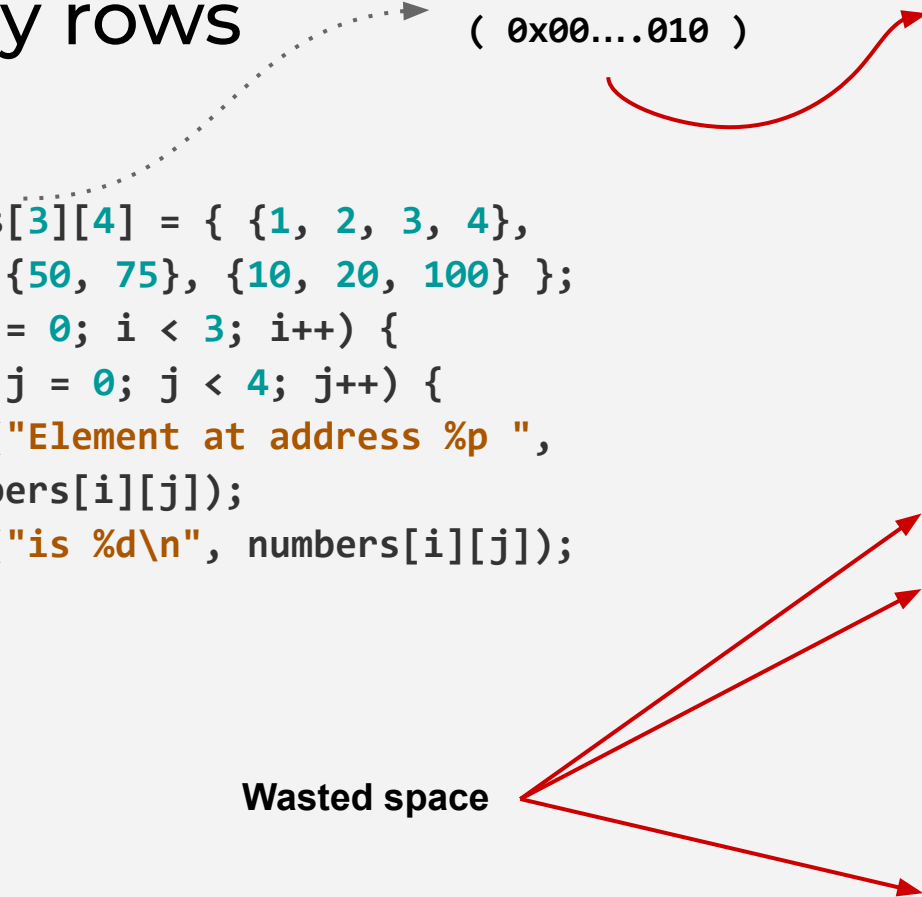 y rows
( 0x00....010 )
s[3][4] = { {1, 2, 3, 4},
{50, 75}, {10, 20, 100} };
= 0; i < 3; i++) {
j = 0; j < 4; j++) {
"Element at address %p ",
bers[i][j]);
"is %d\n", numbers[i][j]);
Wasted space